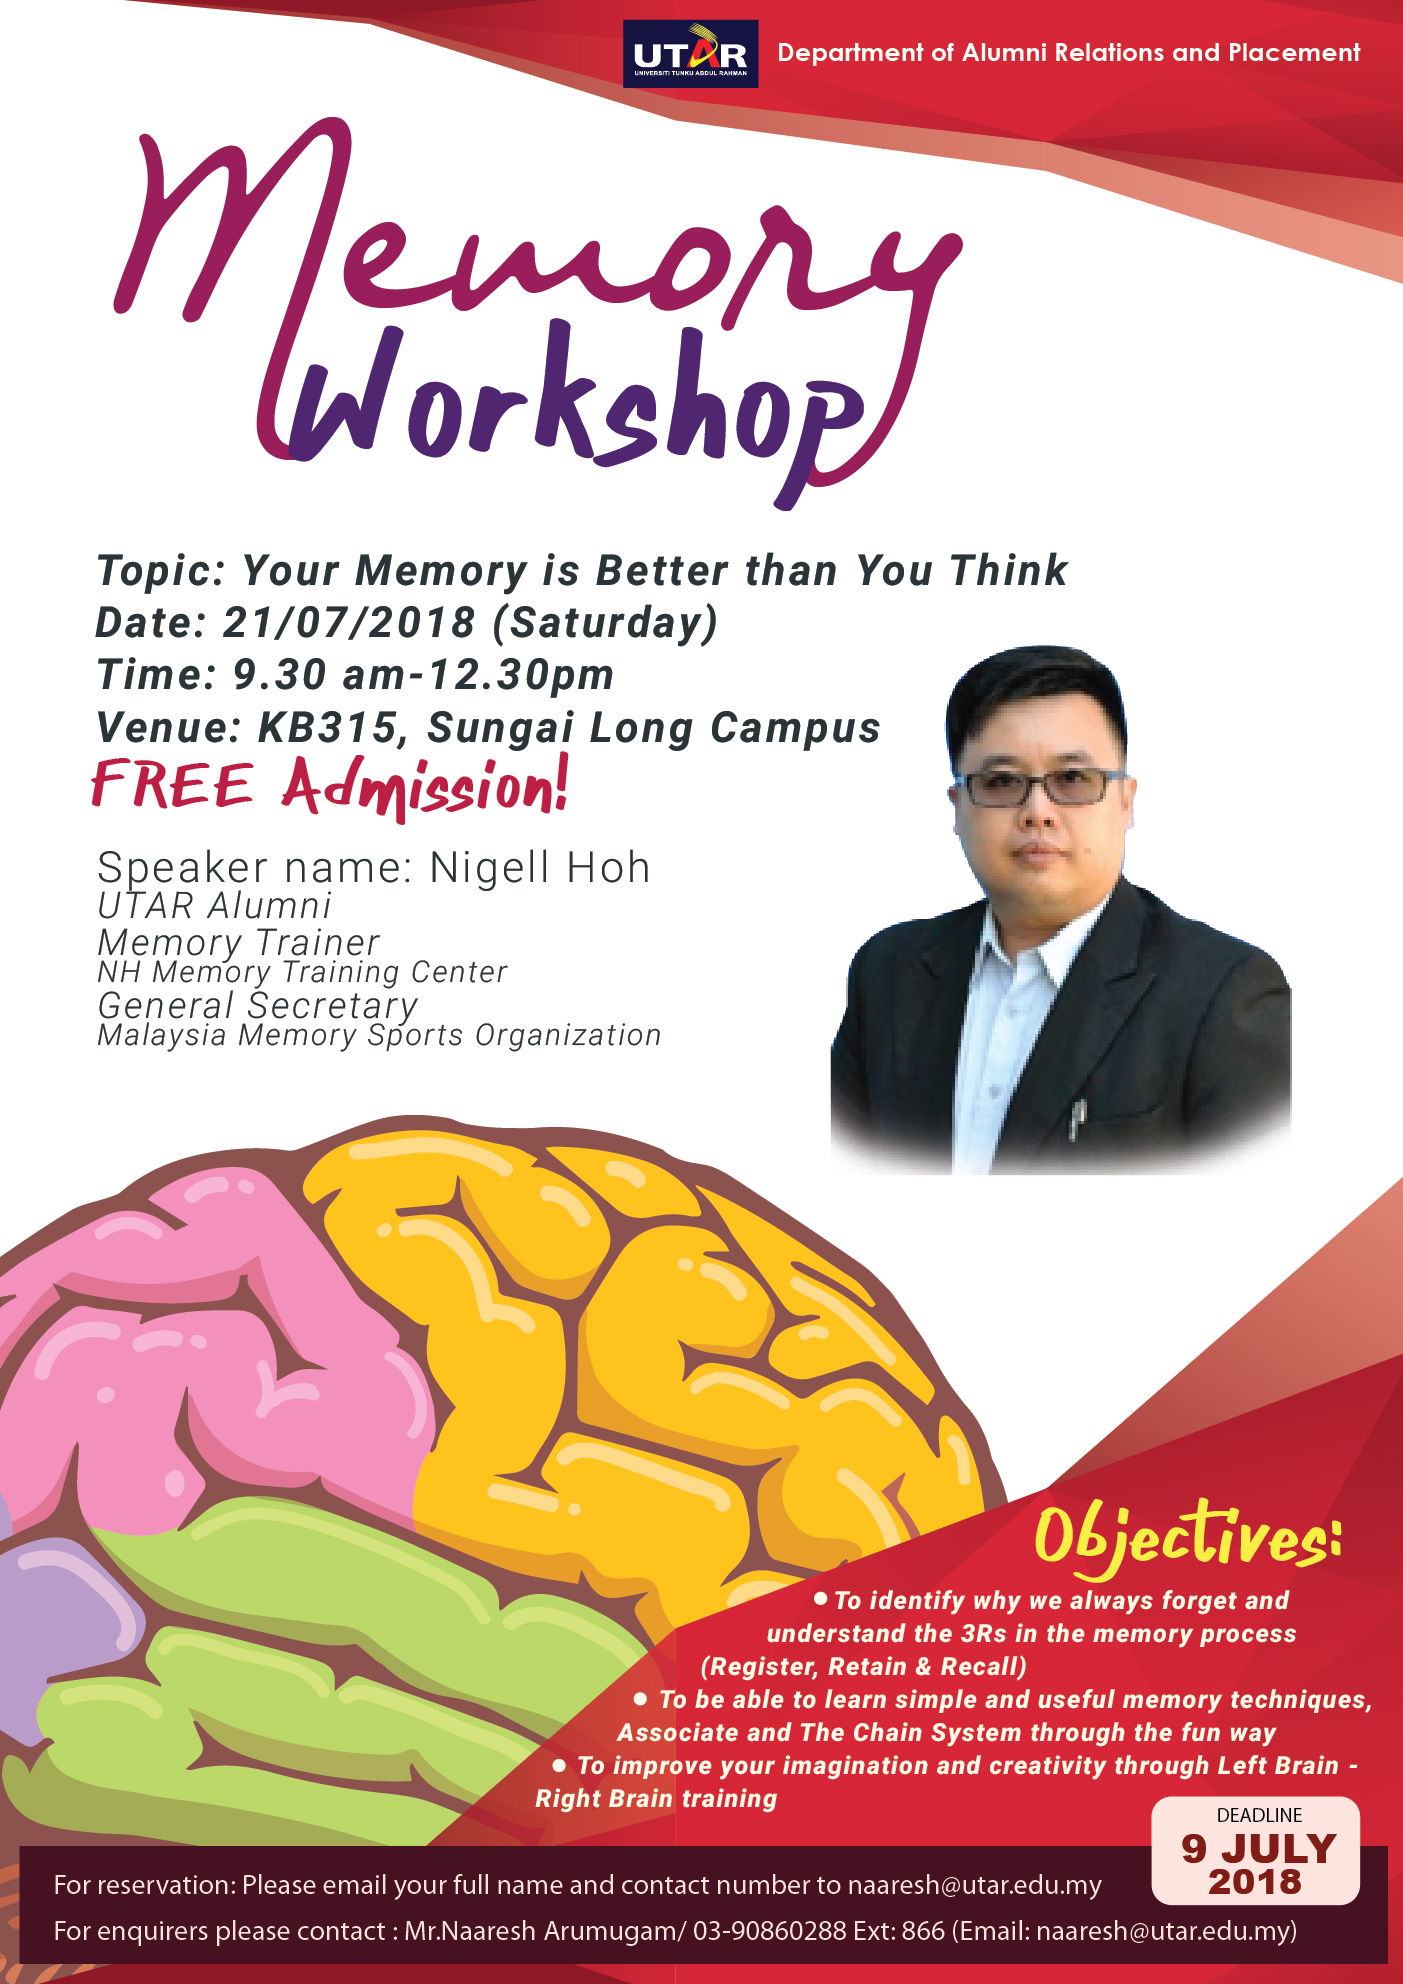 UTAR
UNIVERSITI TUNKU ABDUL RAHMAN
Department of Alumni Relations and Placement
Memory
Workshop
Topic: Your Memory is Better than You Think
Date: 21/07/2018 (Saturday)
Time: 9.30 am-12.30pm
Venue: KB315, Sungai Long Campus
FREE Admission!
Speaker name: Nigell Hoh
UTAR Alumni
Memory Trainer
NH Memory Training Center
General Secretary
Malaysia Memory Sports Organization
Objectives:
• To identify why we always forget and
understand the 3Rs in the memory process
(Register, Retain & Recall)
• To be able to learn simple and useful memory techniques,
Associate and The Chain System through the fun way
• To improve your imagination and creativity through Left Brain -
Right Brain training
DEADLINE
9 JULY
2018
For reservation: Please email your full name and contact number to naaresh@utar.edu.my
For enquirers please contact : Mr.Naaresh Arumugam/ 03-90860288 Ext: 866 (Email: naaresh@utar.edu.my)